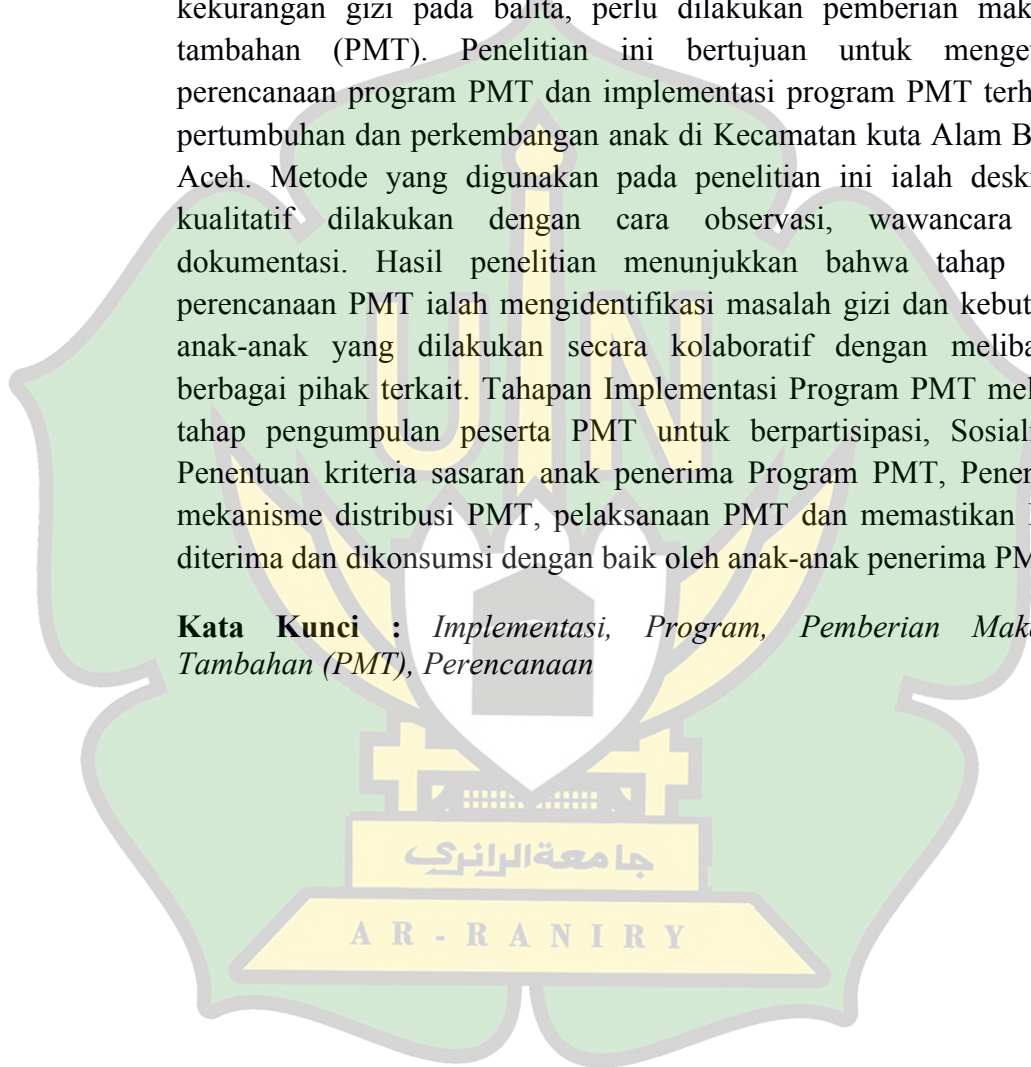 kekurangan gizi pada balita, perlu dilakukan pemberian mak
tambahan (PMT). Penelitian ini bertujuan untuk menge
perencanaan program PMT dan implementasi program PMT terh
pertumbuhan dan perkembangan anak di Kecamatan kuta Alam B
Aceh. Metode yang digunakan pada penelitian ini ialah desk
kualitatif dilakukan dengan cara observasi, wawancara
dokumentasi. Hasil penelitian menunjukkan bahwa tahap
perencanaan PMT ialah mengidentifikasi masalah gizi dan kebut
anak-anak yang dilakukan secara kolaboratif dengan meliba
berbagai pihak terkait. Tahapan Implementasi Program PMT mel
tahap pengumpulan peserta PMT untuk berpartisipasi, Sosiali
Penentuan kriteria sasaran anak penerima Program PMT, Pener
mekanisme distribusi PMT, pelaksanaan PMT dan memastikan
diterima dan dikonsumsi dengan baik oleh anak-anak penerima PM
Kata Kunci : Implementasi, Program, Pemberian Mak
Tambahan (PMT), Perencanaan
UIN
جامعة الرانري
AR-RANIRY